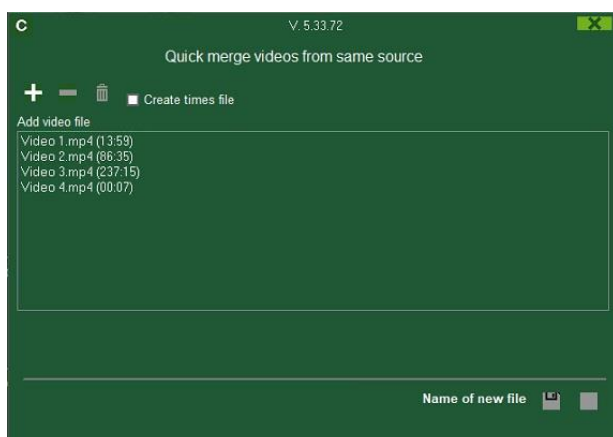 C
V. 5.33.72
X
Quick merge videos from same source
Create times file
Add video file
Video 1.mp4 (13:59)
Video 2.mp4 (86:35)
Video 3.mp4 (237:15)
Video 4.mp4 (00:07)
Name of new file